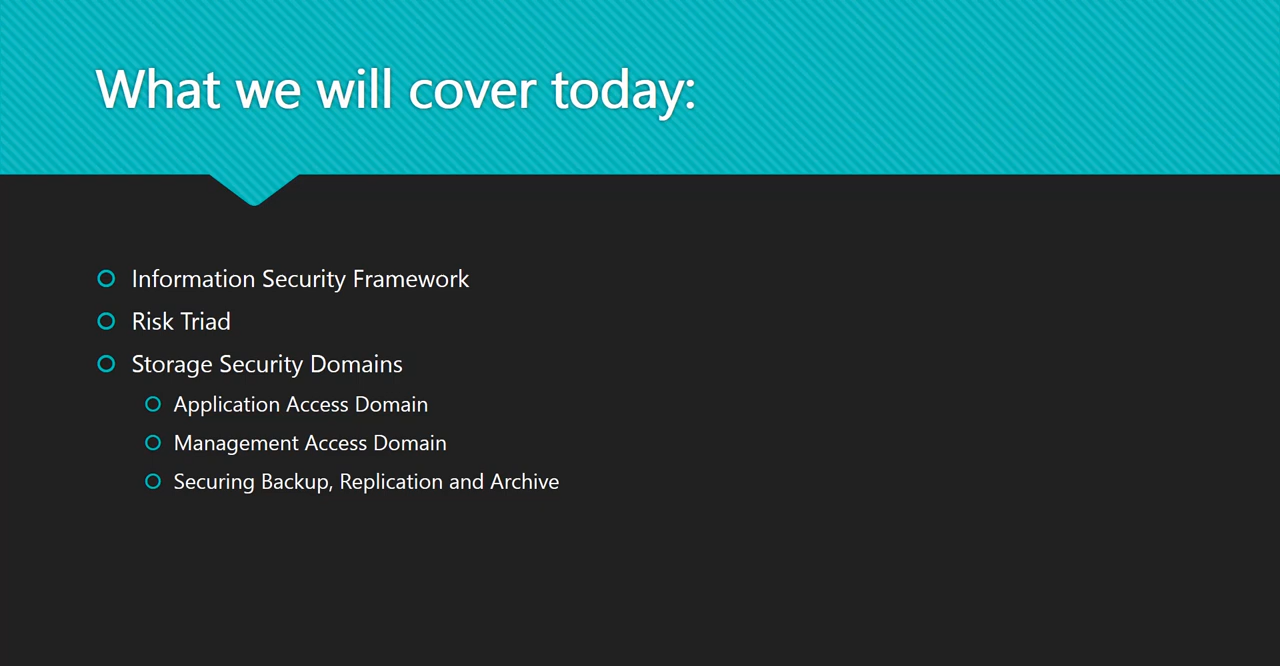 What we will cover today:
Information Security Framework
Risk Triad
Storage Security Domains
Application Access Domain
Management Access Domain
Securing Backup, Replication and Archive